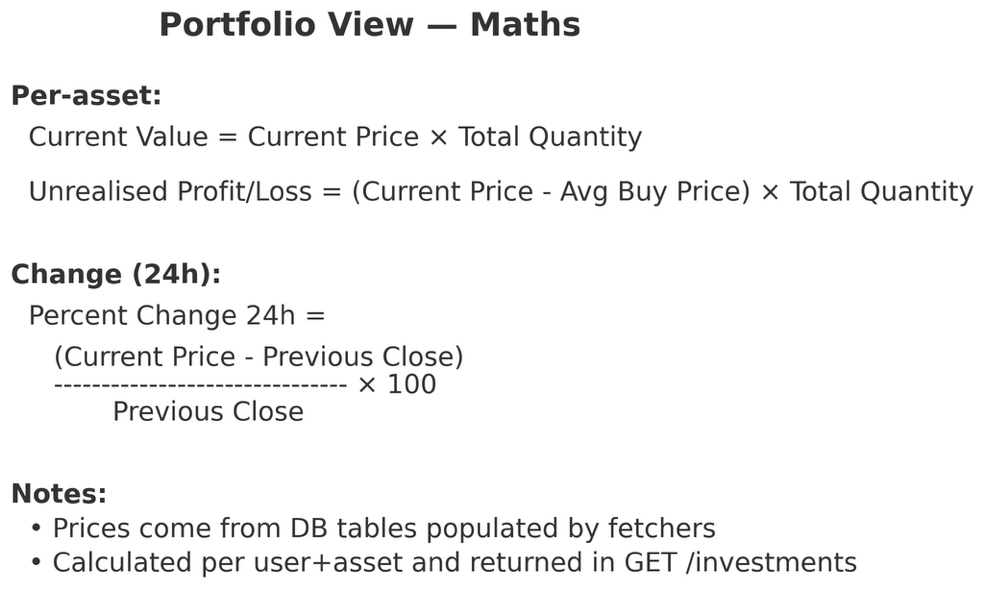 Portfolio View — Maths
Per-asset:
Current Value = Current Price × Total Quantity
Unrealised Profit/Loss = (Current Price - Avg Buy Price) × Total Quantity
Change (24h):
Percent Change 24h =
(Current Price - Previous Close)
------------------------------- × 100
Previous Close
Notes:
• Prices come from DB tables populated by fetchers
• Calculated per user+asset and returned in GET /investments